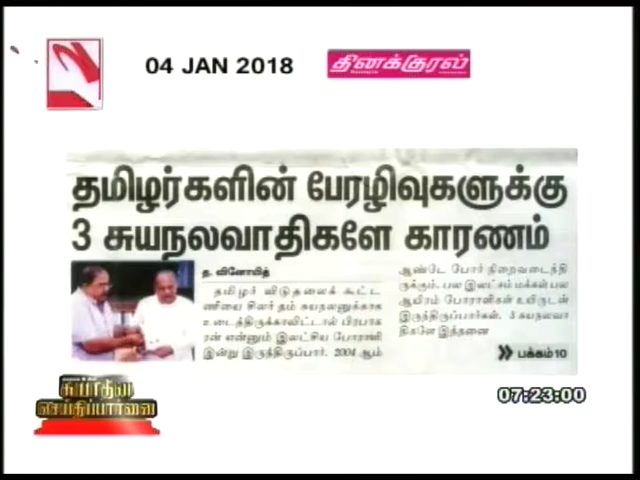 04 JAN 2018
தினக்குரல்
தமிழர்களின் பேரழிவுகளுக்கு
3 சுயநலவாதிகளே காரணம்
த. வினோயித்
தமிழர் விடுதலைக் கூட்ட
ணியை சிலர் தம் சுயநலனுக்காக
உடைத்திருக்காவிட்டால் பிரபாக
ரன் என்னும் இலட்சிய போராளி
இன்று இருந்திருப்பார். 2004 ஆம்
ஆண்டே போர் நிறைவடைந்தி
ருக்கும். பல இலட்சம் மக்கள் பல
ஆயிரம் போராளிகள் உயிருடன்
இருந்திருப்பார்கள். 3 சுயநலவா
திகளே இத்தனை
பக்கம் 10
செய்திப்பார்வை
07:23:00